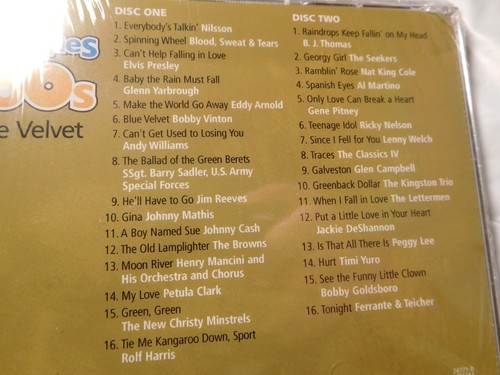 es
0s
e Velvet
DISC ONE
1. Everybody's Talkin' Nilsson
2. Spinning Wheel Blood, Sweat & Tears
3. Can't Help Falling in Love
Elvis Presley
4. Baby the Rain Must Fall
Glenn Yarbrough
5. Make the World Go Away Eddy Arnold
6. Blue Velvet Bobby Vinton
7. Can't Get Used to Losing You
Andy Williams
8. The Ballad of the Green Berets
SSgt. Barry Sadler, U.S. Army
Special Forces
9. He'll Have to Go Jim Reeves
10. Gina Johnny Mathis
11. A Boy Named Sue Johnny Cash
12. The Old Lamplighter The Browns
13. Moon River Henry Mancini and
His Orchestra and Chorus
14. My Love Petula Clark
15. Green, Green
The New Christy Minstrels
16. Tie Me Kangaroo Down, Sport
Rolf Harris
DISC TWO
1. Raindrops Keep Fallin' on My Head
B. J. Thomas
2. Georgy Girl The Seekers
3. Ramblin' Rose Nat King Cole
4. Spanish Eyes Al Martino
5. Only Love Can Break a Heart
Gene Pitney
6. Teenage Idol Ricky Nelson
7. Since I Fell for You Lenny Welch
8. Traces The Classics IV
9. Galveston Glen Campbell
10. Greenback Dollar The Kingston Trio
11. When I Fall in Love The Lettermen
12. Put a Little Love in Your Heart
Jackie DeShannon
13. Is That All There Is Peggy Lee
14. Hurt Timi Yuro
15. See the Funny Little Clown
Bobby Goldsboro
16. Tonight Ferrante & Teicher